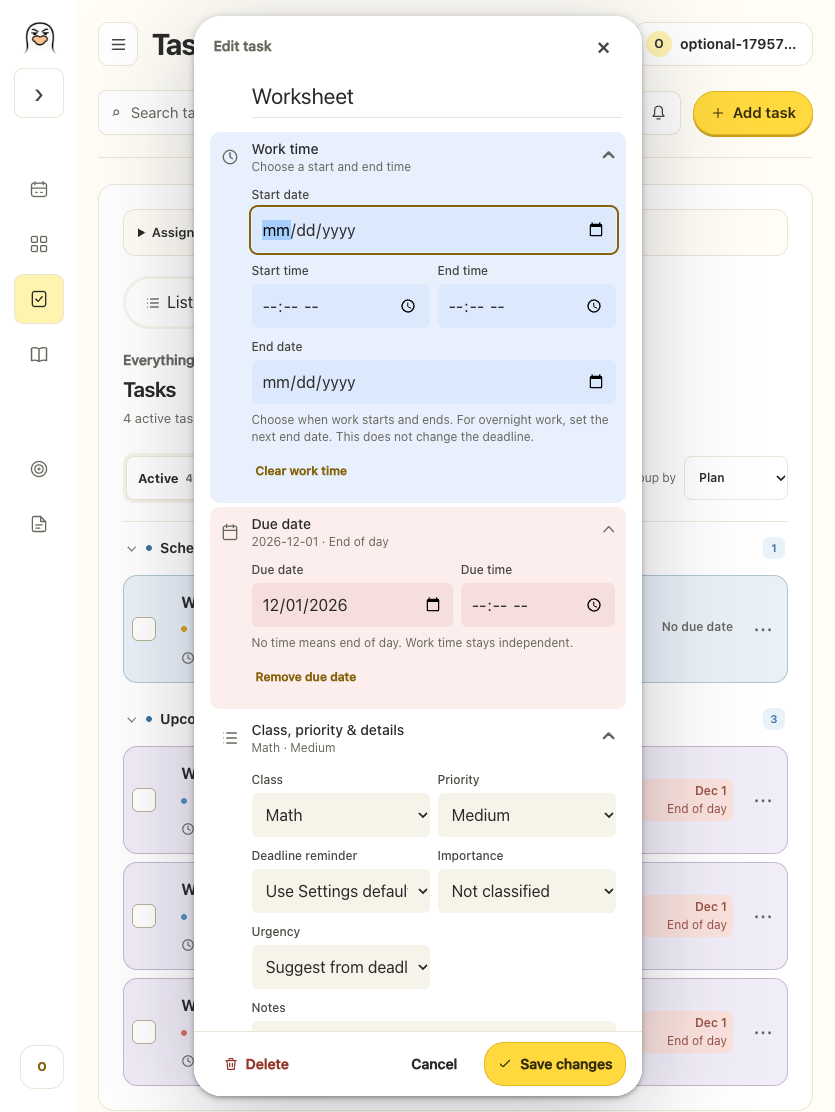 Tas
O optional-17957...
Search ta
+ Add task
Assign
List
Everything
Tasks
4 active tas
Active 4
oup by Plan
Sche
1
W
No due date
Upco
3
W
Dec 1
End of day
W
Dec 1
End of day
W
Dec 1
End of day
O
Edit task
Worksheet
Work time
Choose a start and end time
Start date
mm/dd/yyyy
Start time End time
--:-- -- --:-- --
End date
mm/dd/yyyy
Choose when work starts and ends. For overnight work, set the
next end date. This does not change the deadline.
Clear work time
Due date
2026-12-01 · End of day
Due date Due time
12/01/2026 --:-- --
No time means end of day. Work time stays independent.
Remove due date
Class, priority & details
Math · Medium
Class Priority
Math Medium
Deadline reminder Importance
Use Settings defaul Not classified
Urgency
Suggest from deadl
Notes
Delete Cancel Save changes